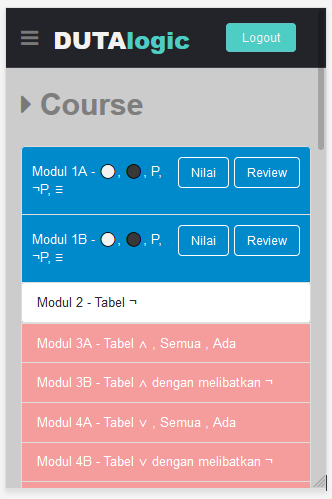 DUTAlogic Logout
Course
Modul 1A - ⚪, ⚫, P, Nilai Review
¬P, ≡
Modul 1B - ⚪, ⚫, P, Nilai Review
¬P, ≡
Modul 2 - Tabel ¬
Modul 3A - Tabel ∧ , Semua , Ada
Modul 3B - Tabel ∧ dengan melibatkan ¬
Modul 4A - Tabel ∨ , Semua , Ada
Modul 4B - Tabel ∨ dengan melibatkan ¬